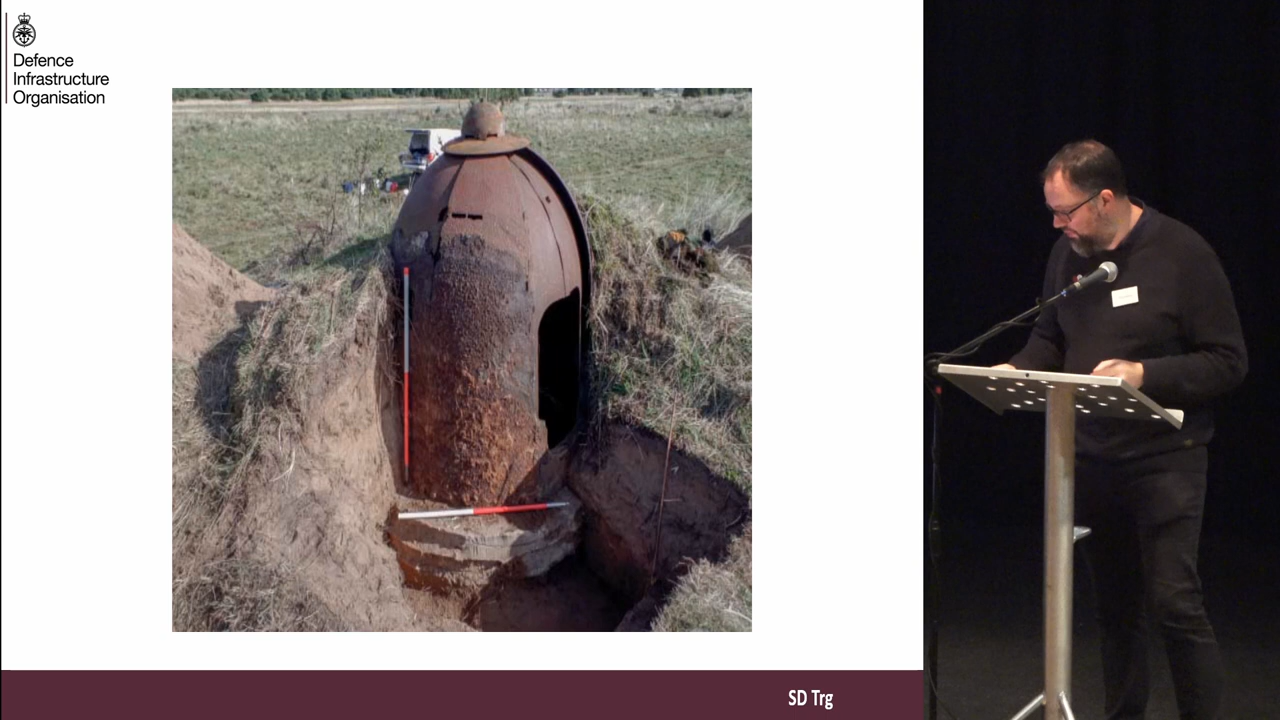 Defence
Infrastructure
Organisation
SD Trg